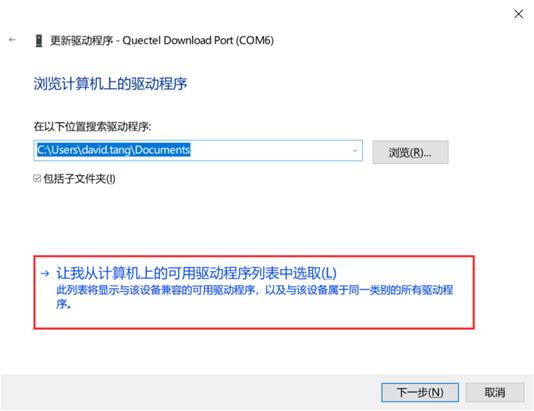 更新驱动程序 - Quectel Download Port (COM6)
浏览计算机上的驱动程序
在以下位置搜索驱动程序:
C:\Users\david.tang\Documents
浏览(R)...
包括子文件夹(I)
让我从计算机上的可用驱动程序列表中选取(L)
此列表将显示与该设备兼容的可用驱动程序，以及与该设备属于同一类别的所有驱动程
序。
下一步(N)
取消